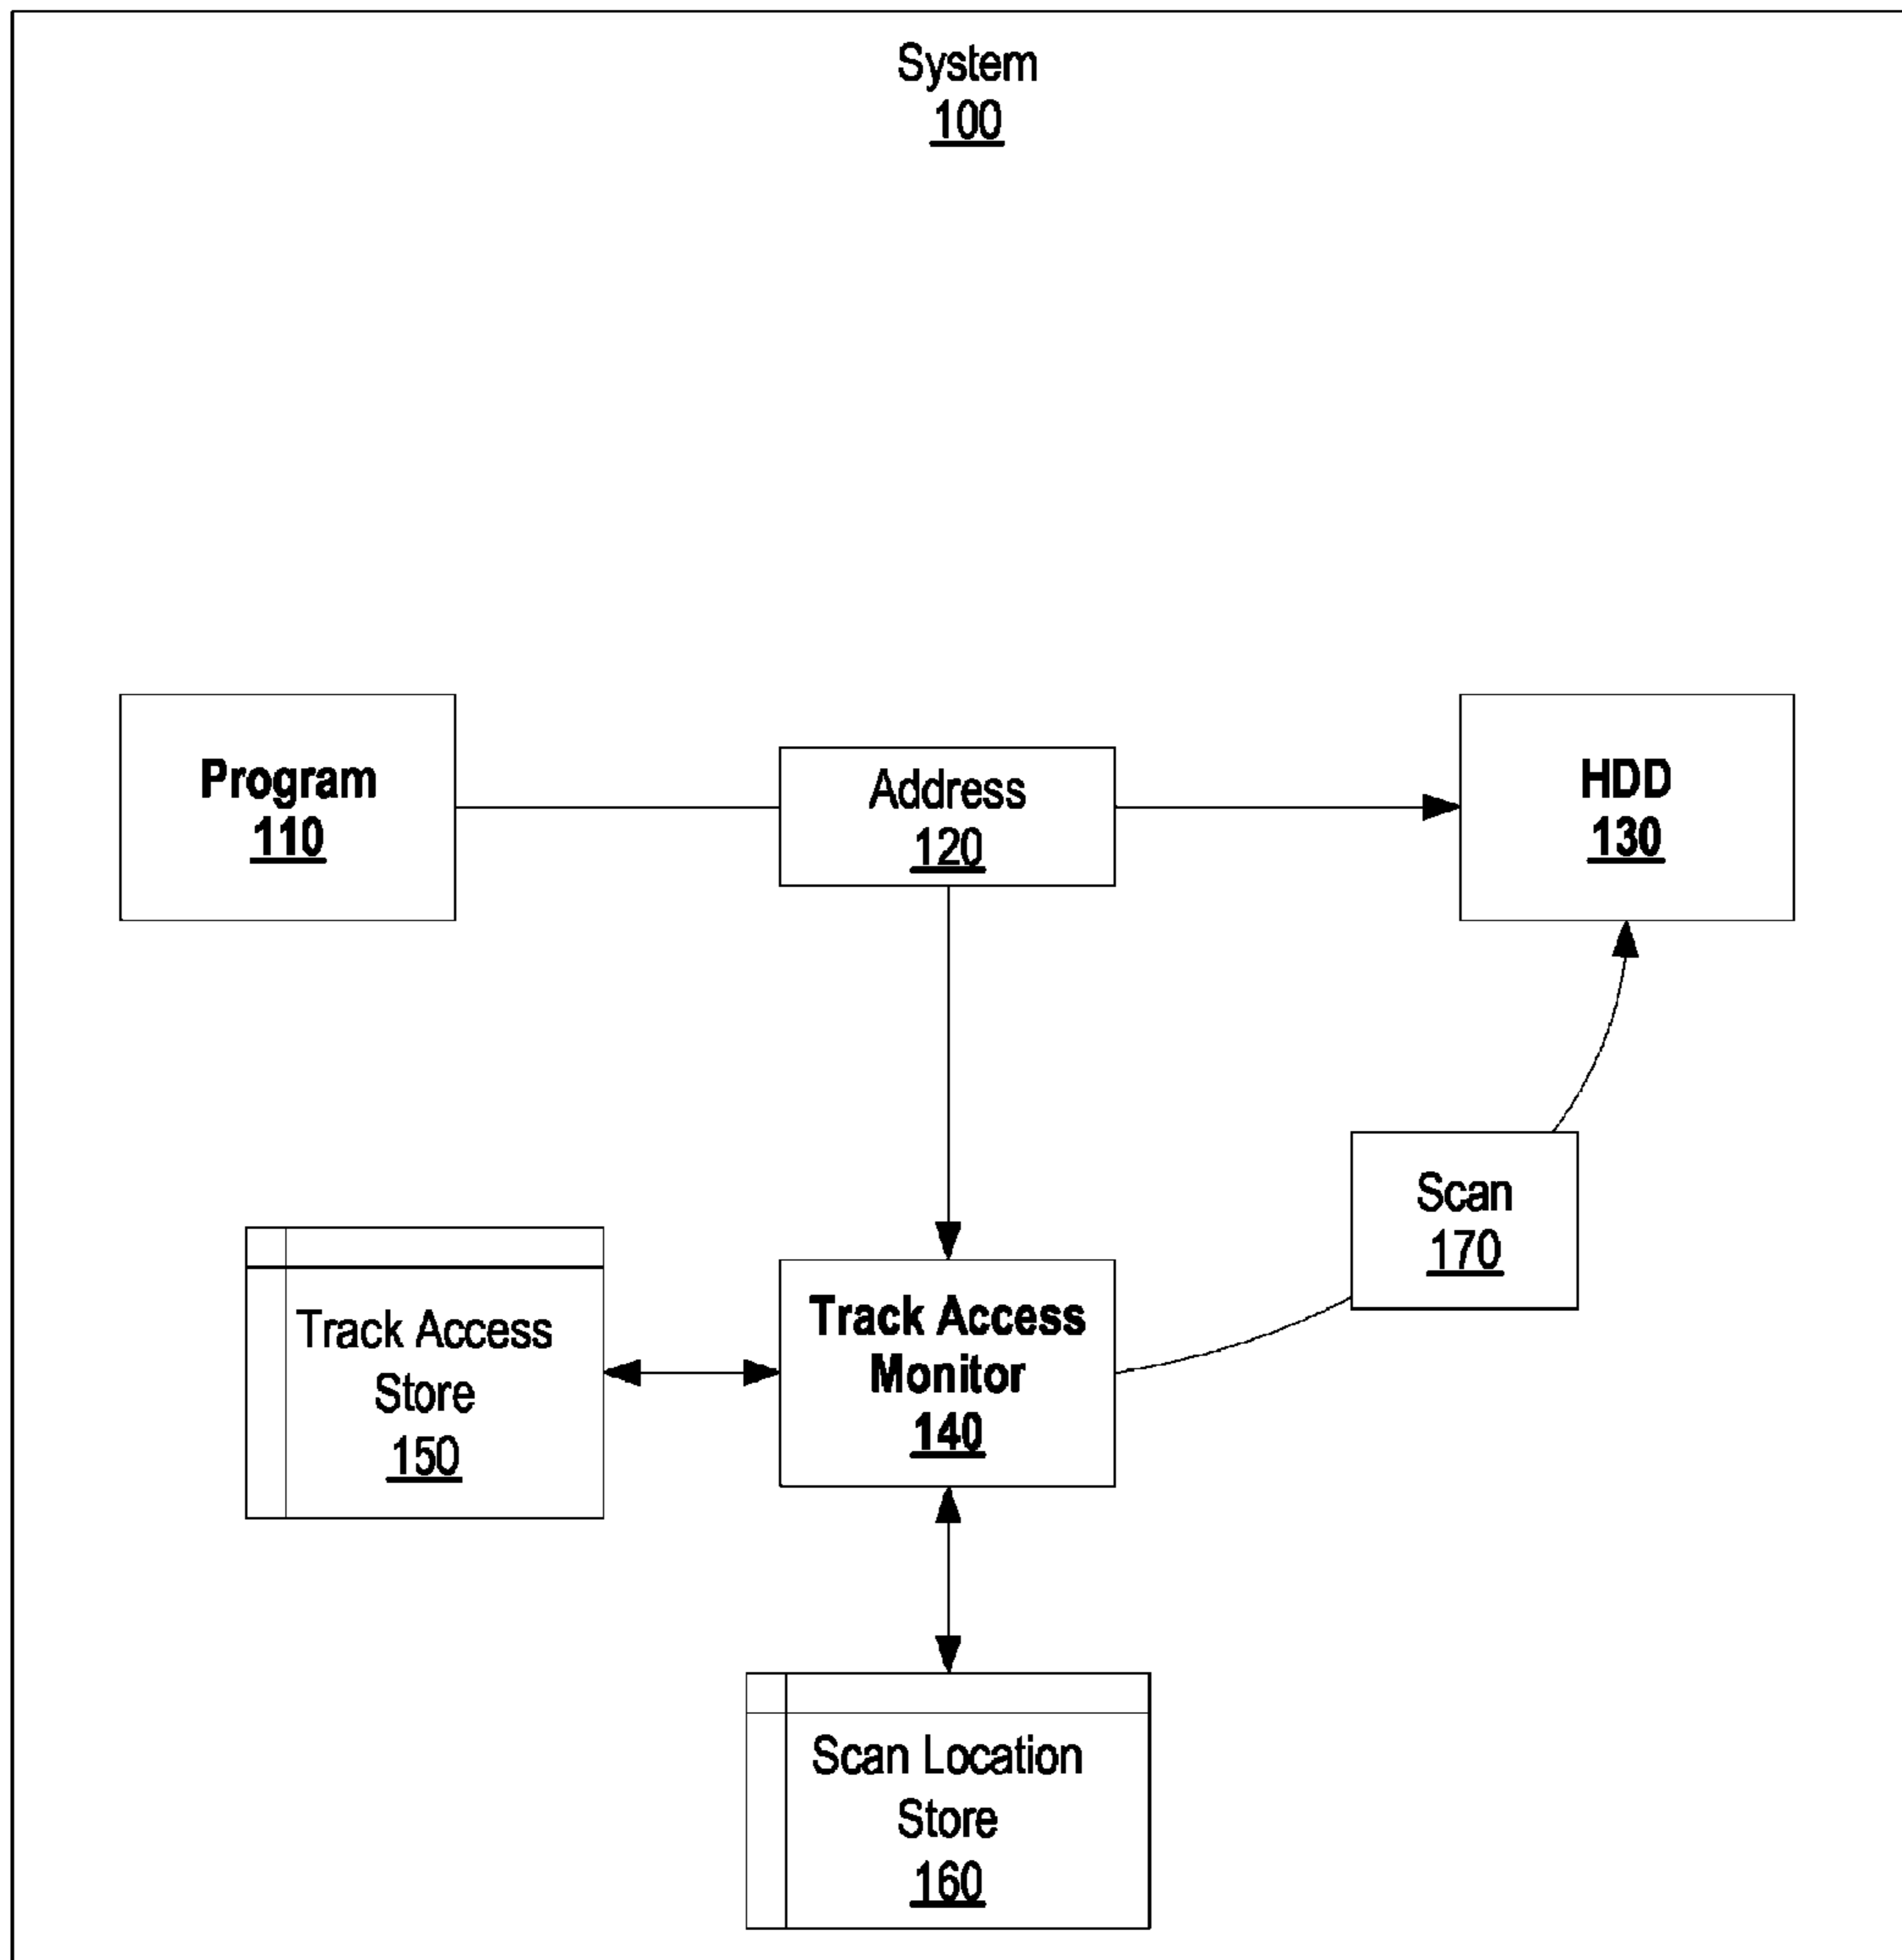 System
100
Program
110
Address
120
HDD
130
Scan
170
Track Access
Store
150
Track Access
Monitor
140
Scan Location
Store
160